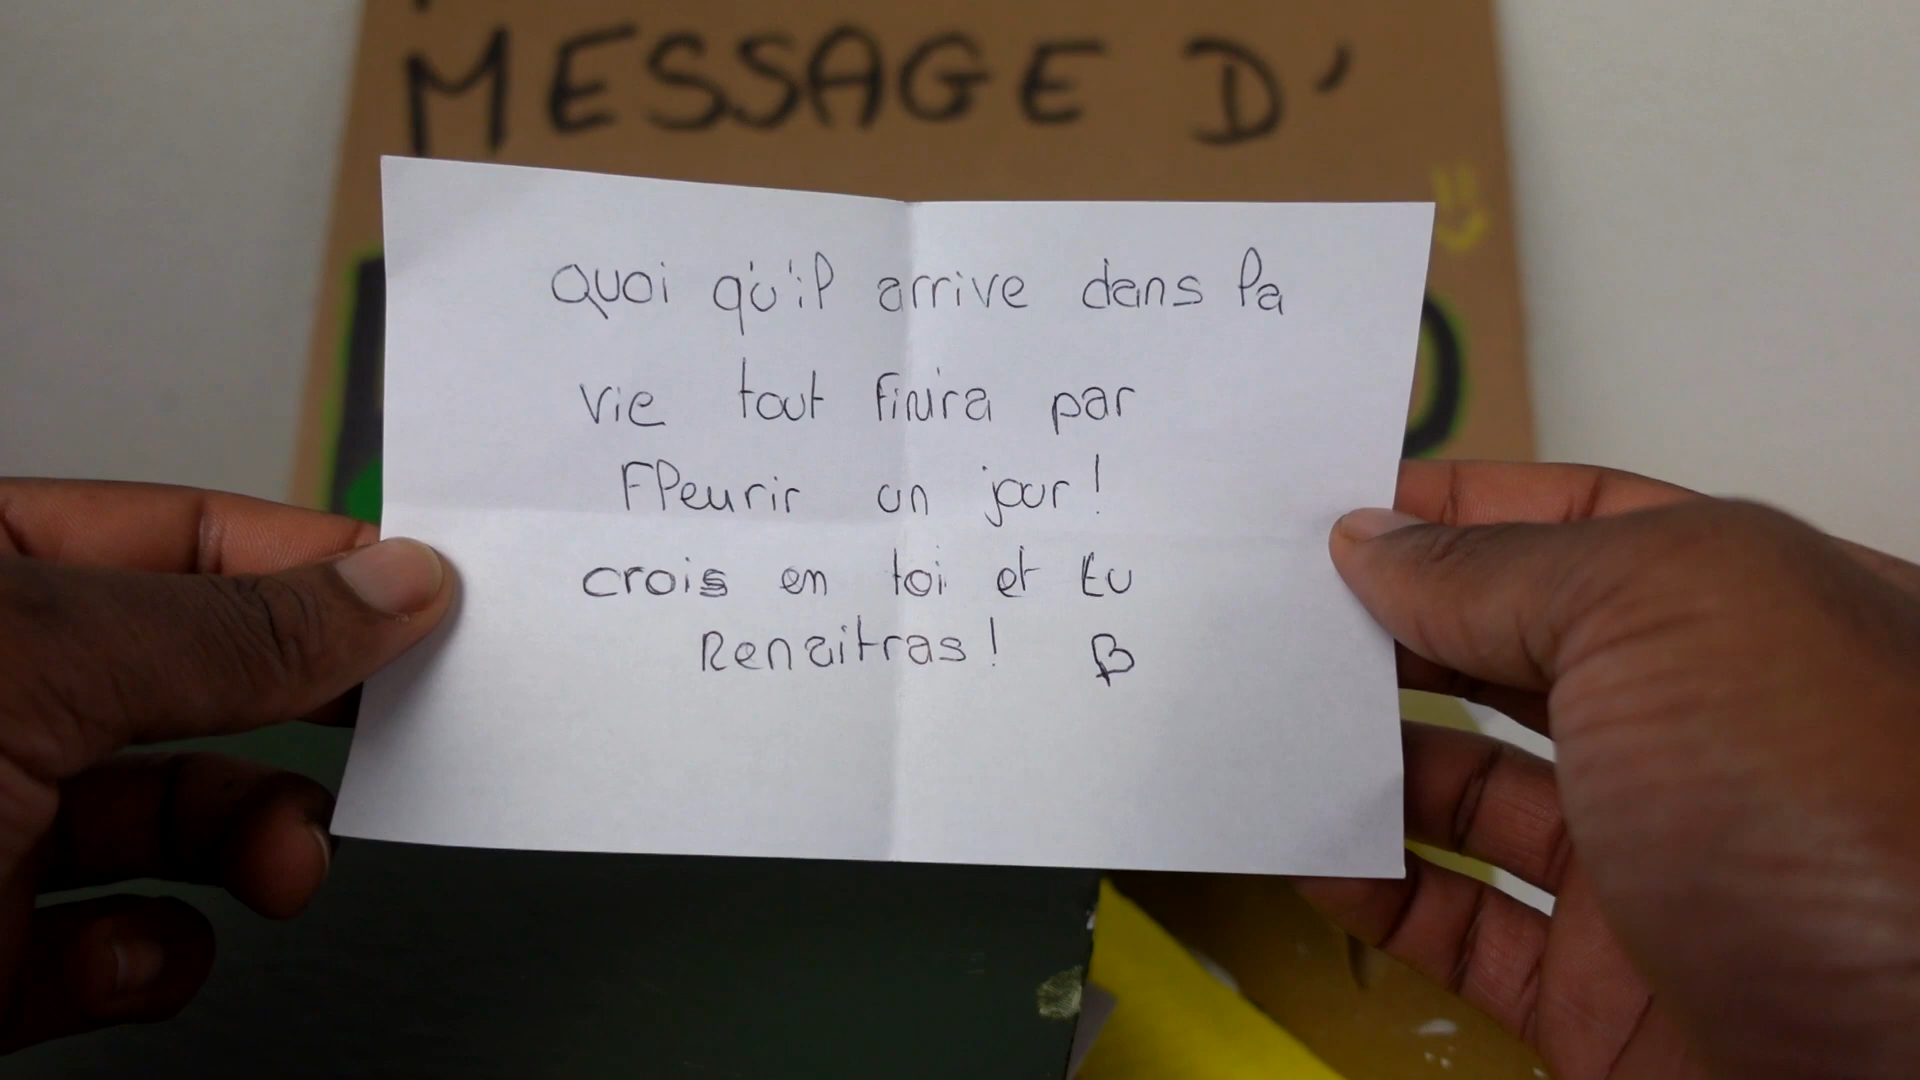 MESSAGE D'
Quoi qu'il arrive dans la
vie tout finira par
Fleurir un jour!
crois en toi et tu
Renaitras! B